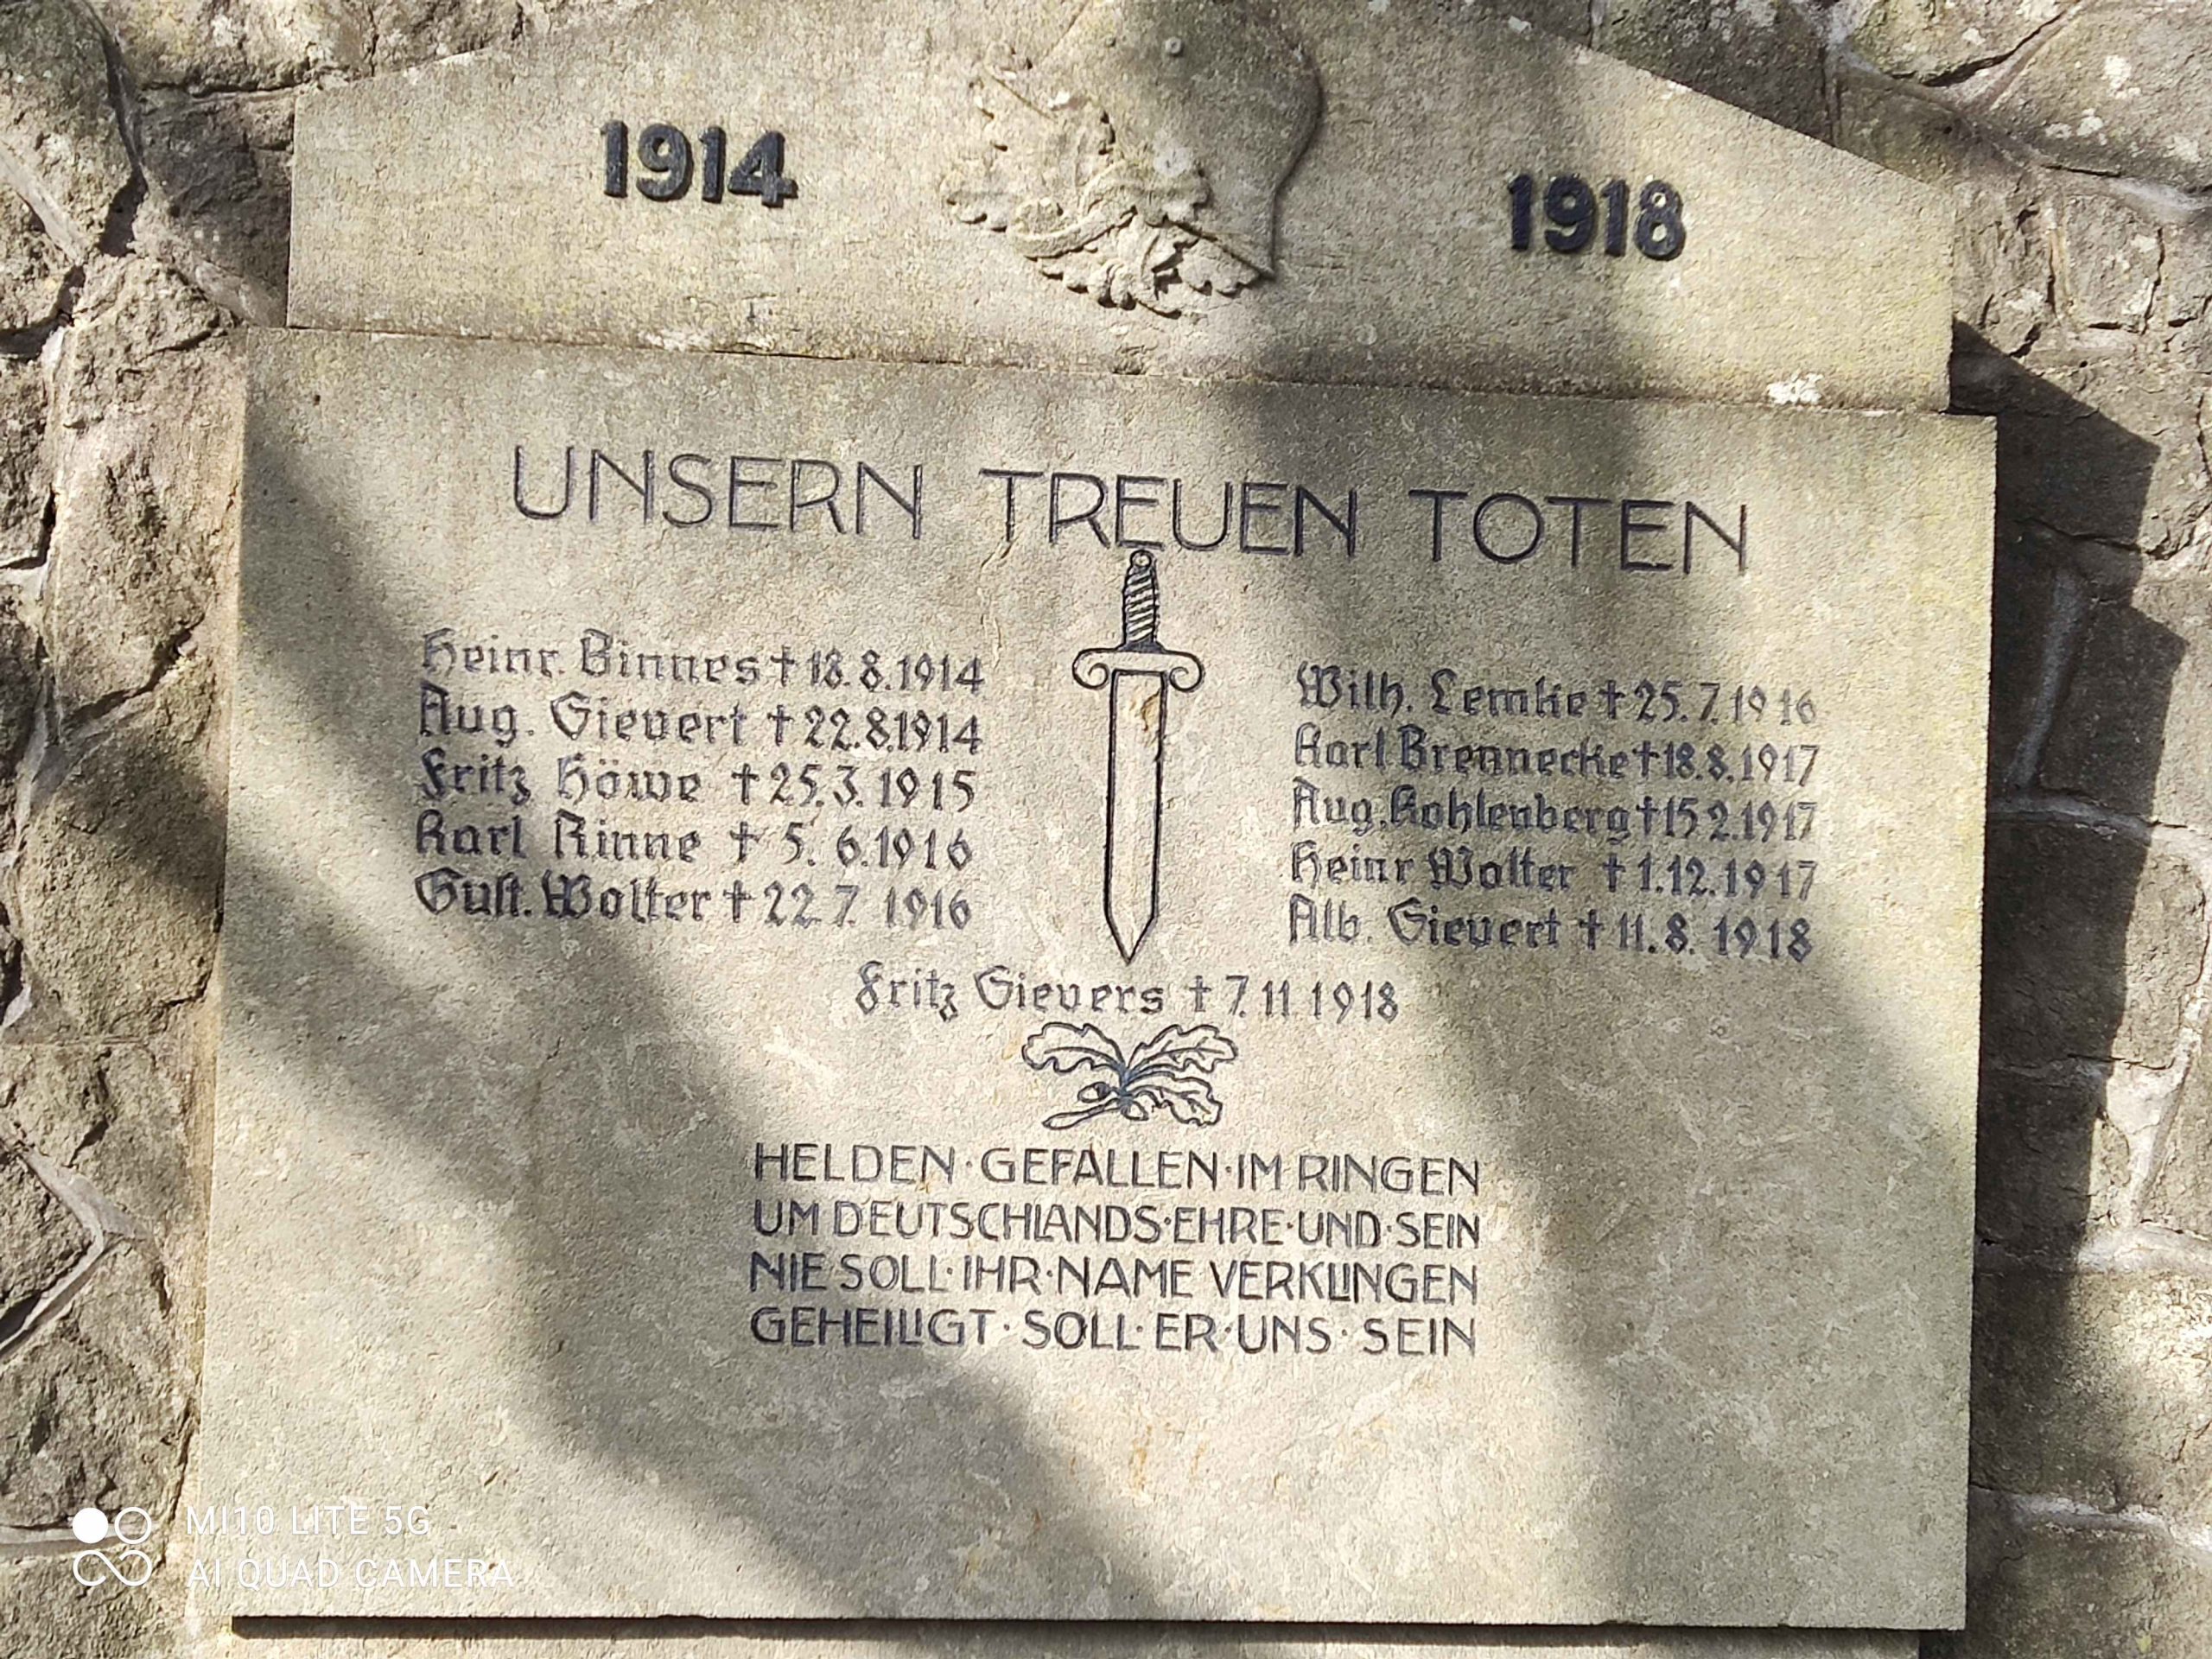 1914 1918
UNSERN TREUEN TOTEN
Heinr. Binnes † 18.8.1914
Aug. Sievert † 22.8.1914
Fritz Höwe † 25.3.1915
Karl Rinne † 5.6.1916
Gust. Wolter † 22.7.1916
Wilh. Lemke † 25.7.1916
Karl Brennecke † 18.8.1917
Aug. Kohlenberg † 15 2.1917
Heinr Wolter † 1.12.1917
Alb. Sievert † 11.8.1918
Fritz Sievers † 7.11 1918
HELDEN·GEFALLEN·IM RINGEN
UM DEUTSCHLANDS·EHRE·UND·SEIN
NIE SOLL·IHR·NAME VERKLINGEN
GEHEILIGT·SOLL·ER·UNS·SEIN
MI 10 LITE 5G
AI QUAD CAMERA